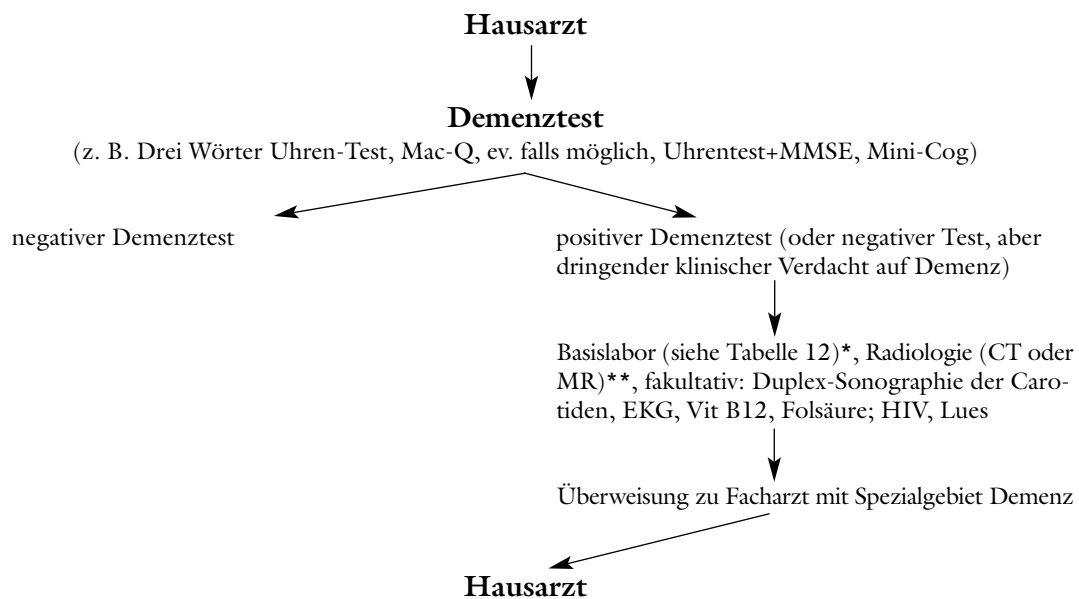 Hausarzt
Demenztest
(z. B. Drei Wörter Uhren-Test, Mac-Q, ev. falls möglich, Uhrentest+MMSE, Mini-Cog)
negativer Demenztest
positiver Demenztest (oder negativer Test, aber
dringender klinischer Verdacht auf Demenz)
Basislabor (siehe Tabelle 12)*, Radiologie (CT oder
MR)**, fakultativ: Duplex-Sonographie der Caro-
tiden, EKG, Vit B12, Folsäure; HIV, Lues
Überweisung zu Facharzt mit Spezialgebiet Demenz
Hausarzt